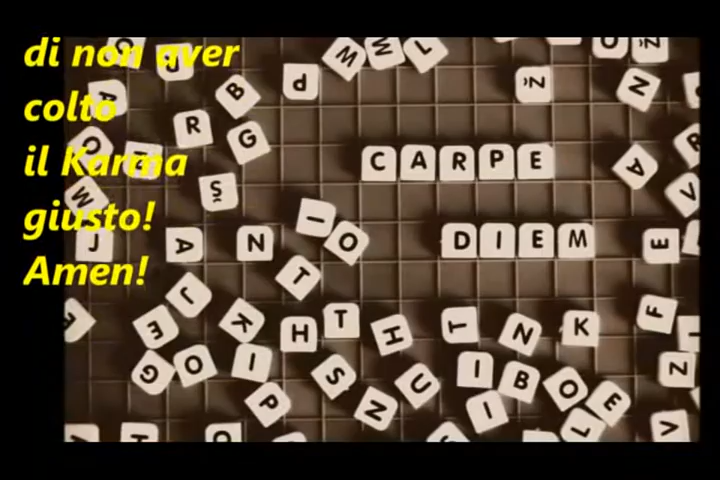 di non aver
colto
il Karma
giusto!
Amen!
CARPE
DIEM